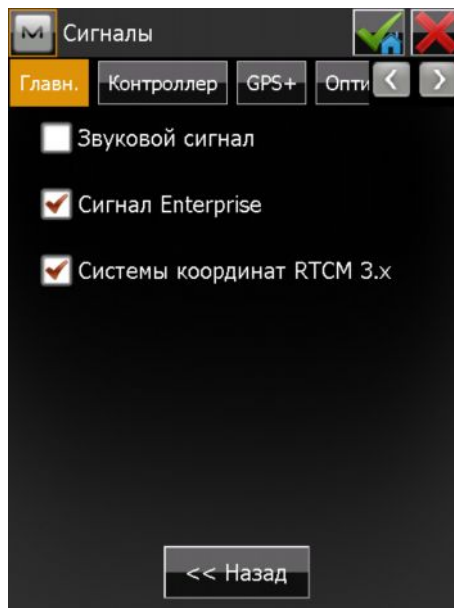 Сигналы
Главн. Контроллер GPS+ Опти
Звуковой сигнал
Сигнал Enterprise
Системы координат RTCM 3.x
<< Назад